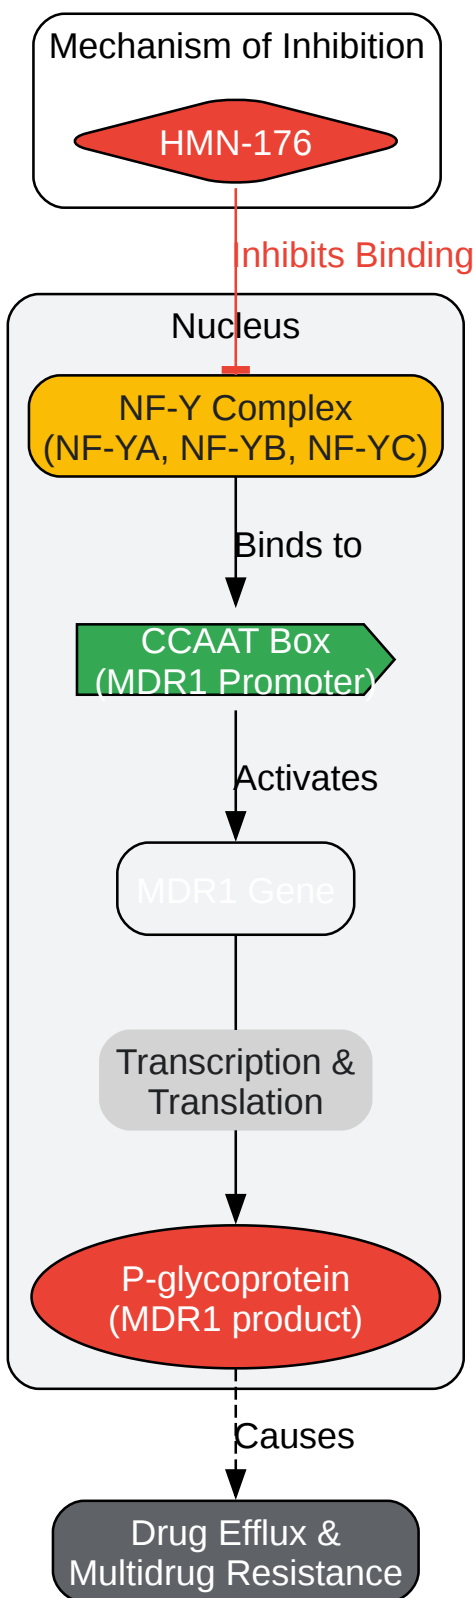 Mechanism of Inhibition
HMN-176
Inhibits Binding
Nucleus
NF-Y Complex
(NF-YA, NF-YB, NF-YC)
Binds to
CCAAT Box
(MDR1 Promoter)
Activates
MDR1 Gene
Transcription &
Translation
P-glycoprotein
(MDR1 product)
Causes
Drug Efflux &
Multidrug Resistance